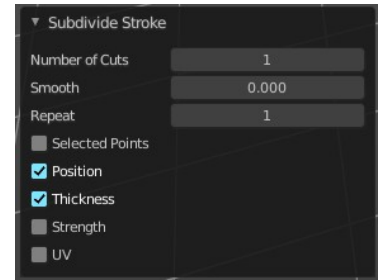 Subdivide Stroke
Number of Cuts 1
Smooth 0.000
Repeat 1
Selected Points
Position
Thickness
Strength
UV